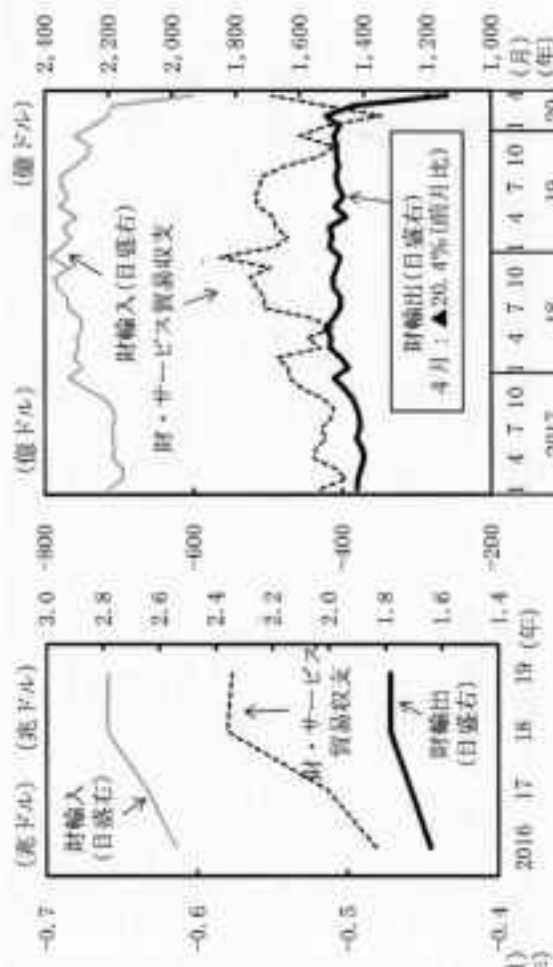 (兆ドル)
(兆ドル)
-0.7
-0.6
-0.5
-0.4
3.0
2.8
2.6
2.4
2.2
2.0
1.8
1.6
1.4
財輸入
(目盛右)
財・サービス
貿易収支
財輸出
(目盛右)
2016
17
18
19
(年)
(億ドル)
(億ドル)
-800
-600
-400
-200
2,400
2,200
2,000
1,800
1,600
1,400
1,200
1,000
財輸入(目盛右)
財・サービス貿易収支
財輸出(目盛右)
4月：▲20.4%(前月比)
1 4 7 10 1 4 7 10 1 4 7 10 1 4 (月)
2017 18 19 20 (年)